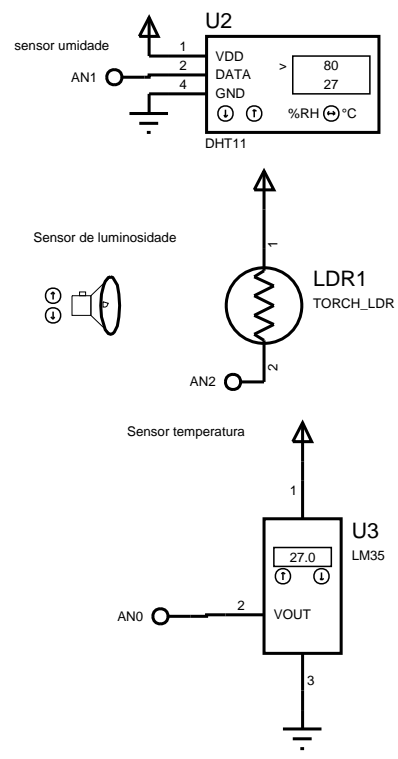 U2
sensor umidade
1
VDD
> 80
AN1
2
DATA
27
4
GND
%RH °C
DHT11
Sensor de luminosidade
1
LDR1
TORCH_LDR
AN2
2
Sensor temperatura
1
U3
27.0
LM35
AN0
2
VOUT
3